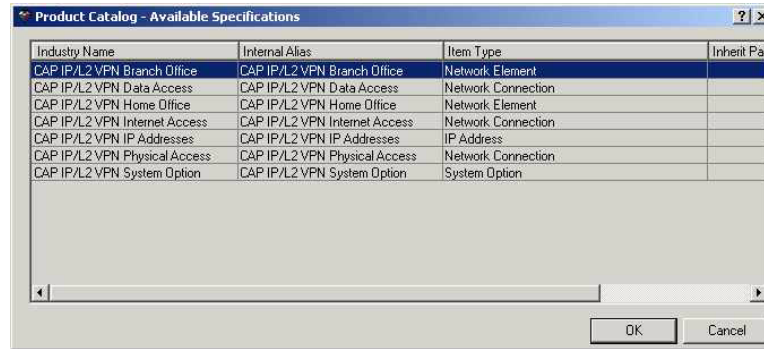 Product Catalog - Available Specifications
Industry Name Internal Alias Item Type Inherit Pa
CAP IP/L2 VPN Branch Office CAP IP/L2 VPN Branch Office Network Element
CAP IP/L2 VPN Data Access CAP IP/L2 VPN Data Access Network Connection
CAP IP/L2 VPN Home Office CAP IP/L2 VPN Home Office Network Element
CAP IP/L2 VPN Internet Access CAP IP/L2 VPN Internet Access Network Connection
CAP IP/L2 VPN IP Addresses CAP IP/L2 VPN IP Addresses IP Address
CAP IP/L2 VPN Physical Access CAP IP/L2 VPN Physical Access Network Connection
CAP IP/L2 VPN System Option CAP IP/L2 VPN System Option System Option
OK Cancel